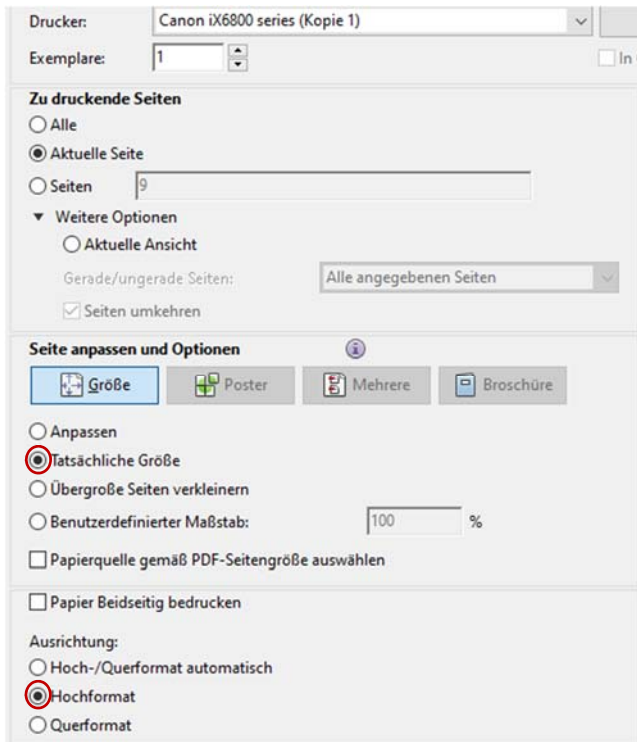 Drucker: Canon iX6800 series (Kopie 1)
Exemplare: 1 In
Zu druckende Seiten
Alle
Aktuelle Seite
Seiten 9
Weitere Optionen
Aktuelle Ansicht
Gerade/ungerade Seiten: Alle angegebenen Seiten
Seiten umkehren
Seite anpassen und Optionen
Größe Poster Mehrere Broschüre
Anpassen
Tatsächliche Größe
Übergroße Seiten verkleinern
Benutzerdefinierter Maßstab: 100 %
Papierquelle gemäß PDF-Seitengröße auswählen
Papier Beidseitig bedrucken
Ausrichtung:
Hoch-/Querformat automatisch
Hochformat
Querformat